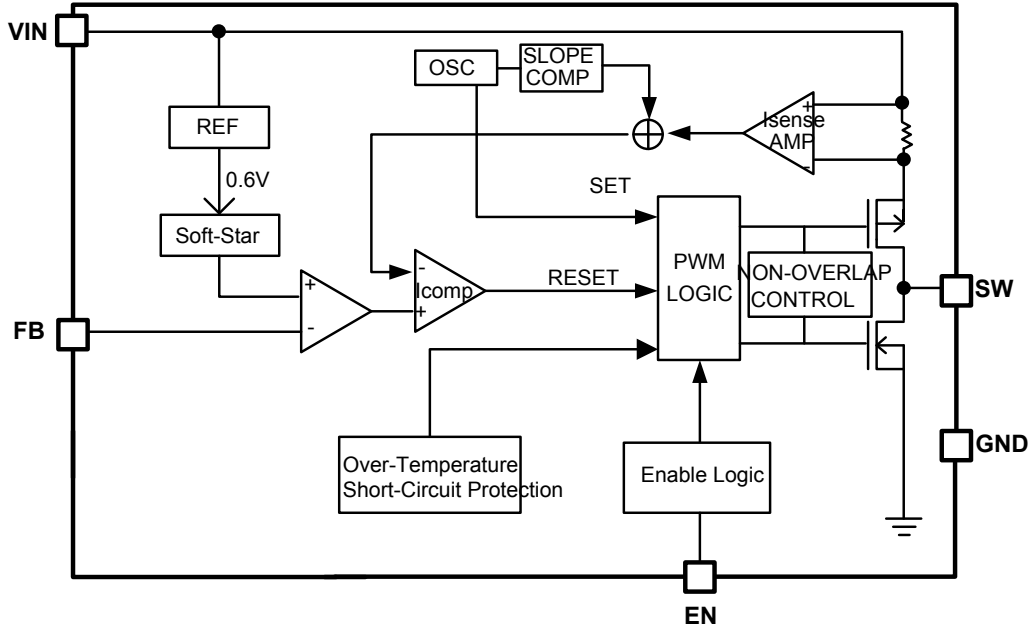 VIN
OSC
SLOPE
COMP
REF
+
Isense
AMP
-
0.6V
SET
Soft-Star
PWM
LOGIC
NON-OVERLAP
CONTROL
-
Icomp
+
RESET
SW
+
-
FB
GND
Over-Temperature
Short-Circuit Protection
Enable Logic
EN